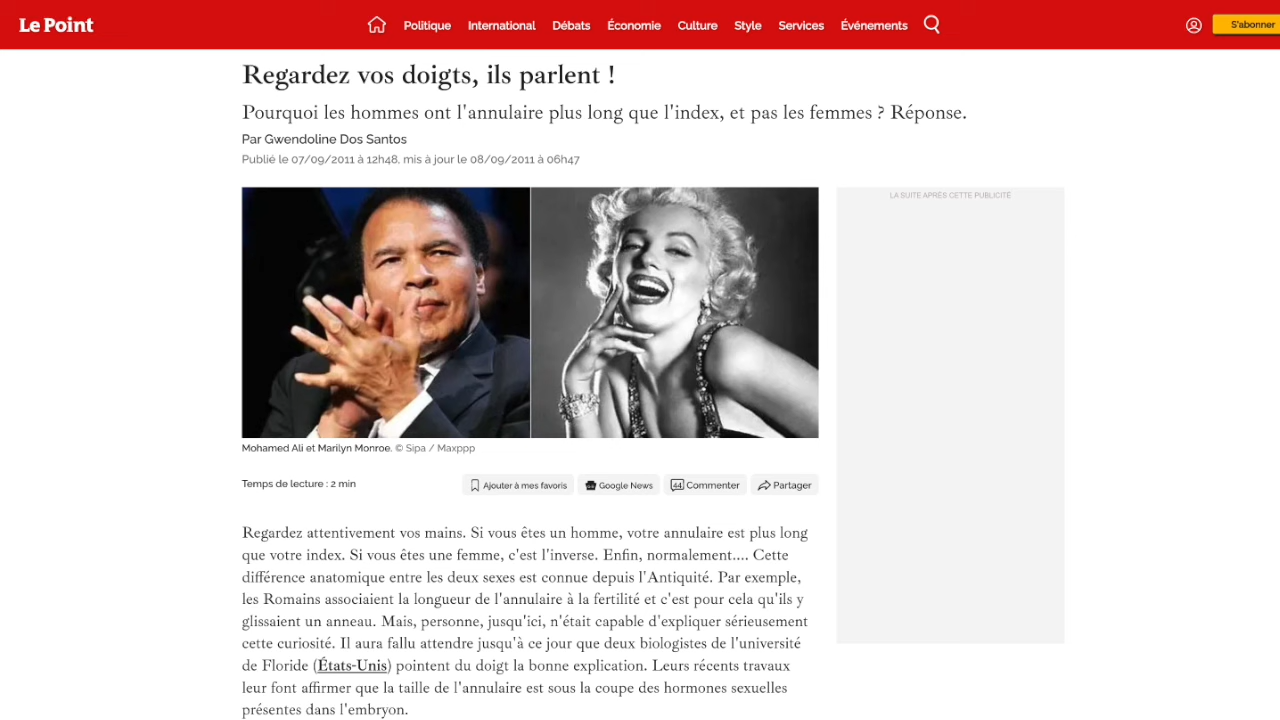 Le Point
Politique International Débats Économie Culture Style Services Événements
S'abonner
Regardez vos doigts, ils parlent !
Pourquoi les hommes ont l'annulaire plus long que l'index, et pas les femmes ? Réponse.
Par Gwendoline Dos Santos
Publié le 07/09/2011 à 12h48, mis à jour le 08/09/2011 à 06h47
LA SUITE APRÈS CETTE PUBLICITÉ
Mohamed Ali et Marilyn Monroe. © Sipa / Maxppp
Temps de lecture : 2 min
Ajouter à mes favoris Google News 44 Commenter Partager
Regardez attentivement vos mains. Si vous êtes un homme, votre annulaire est plus long
que votre index. Si vous êtes une femme, c'est l'inverse. Enfin, normalement.... Cette
différence anatomique entre les deux sexes est connue depuis l'Antiquité. Par exemple,
les Romains associaient la longueur de l'annulaire à la fertilité et c'est pour cela qu'ils y
glissaient un anneau. Mais, personne, jusqu'ici, n'était capable d'expliquer sérieusement
cette curiosité. Il aura fallu attendre jusqu'à ce jour que deux biologistes de l'université
de Floride (États-Unis) pointent du doigt la bonne explication. Leurs récents travaux
leur font affirmer que la taille de l'annulaire est sous la coupe des hormones sexuelles
présentes dans l'embryon.